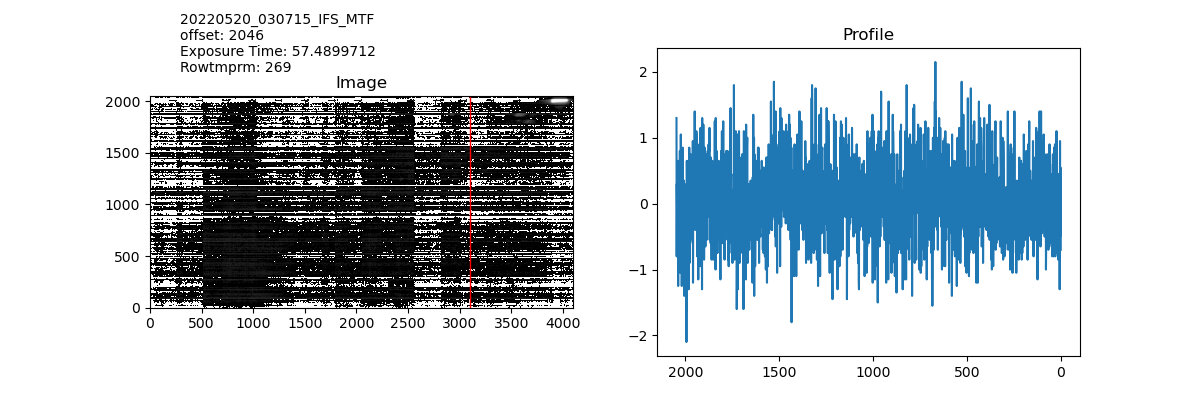 20220520_030715_IFS_MTF
offset: 2046
Exposure Time: 57.4899712
Rowtmprm: 269
Image
2000
1500
1000
500
0
0 500 1000 1500 2000 2500 3000 3500 4000
Profile
2
1
0
−1
−2
2000 1500 1000 500 0